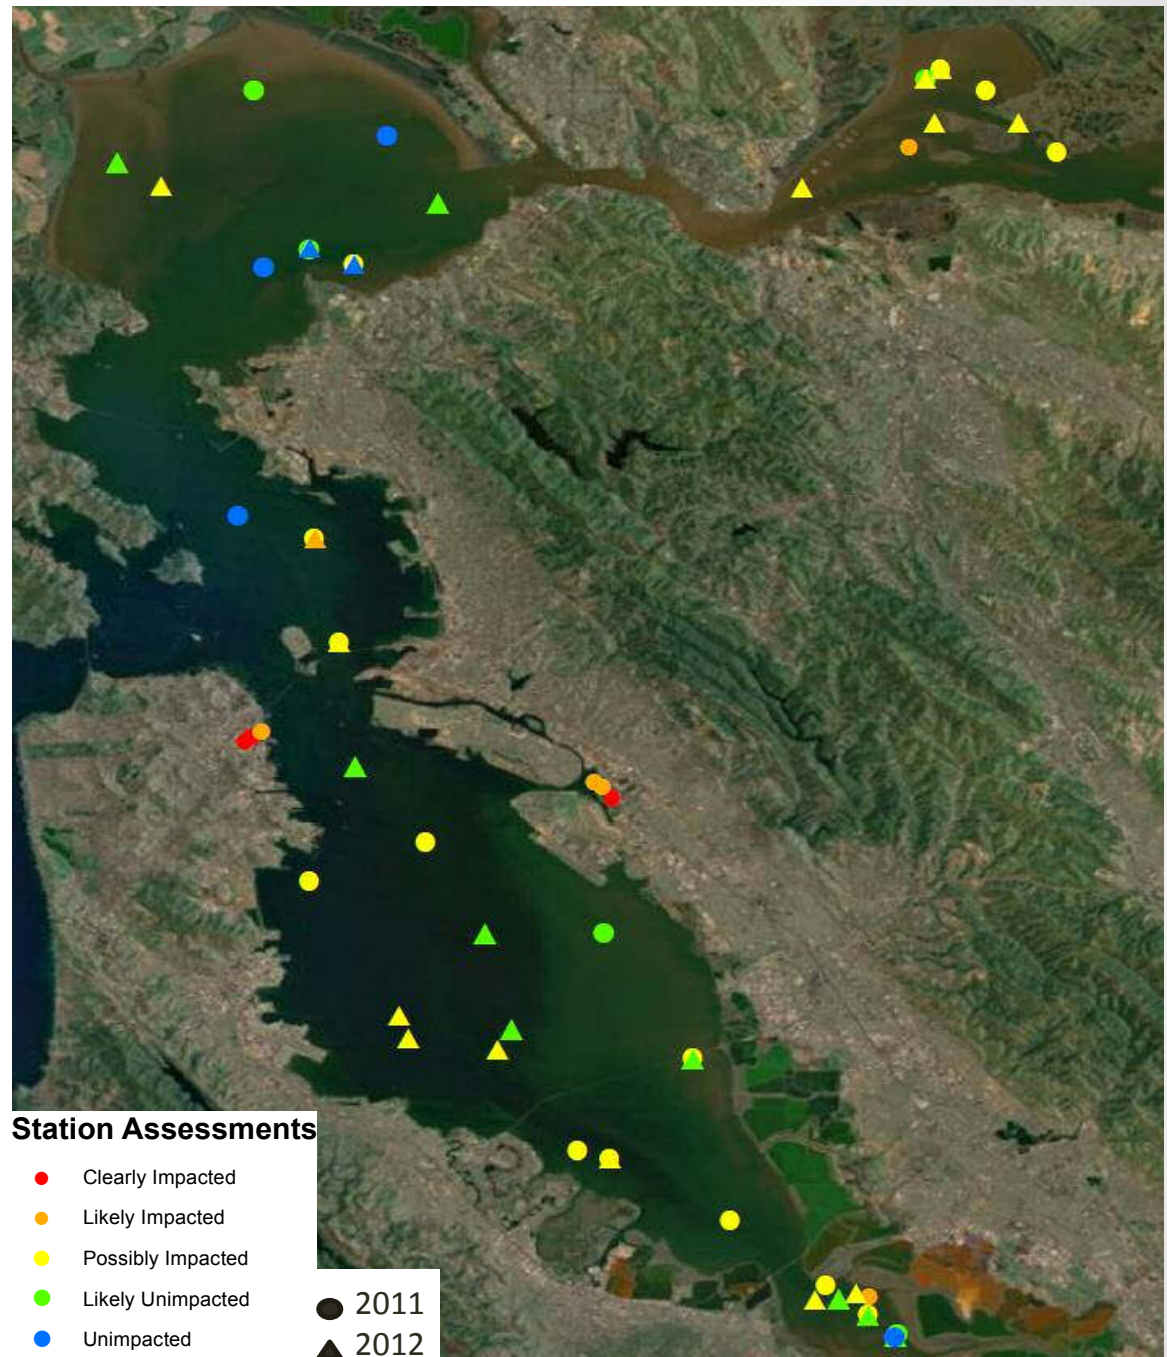 Station Assessments
Clearly Impacted
Likely Impacted
Possibly Impacted
Likely Unimpacted
Unimpacted
2011
2012